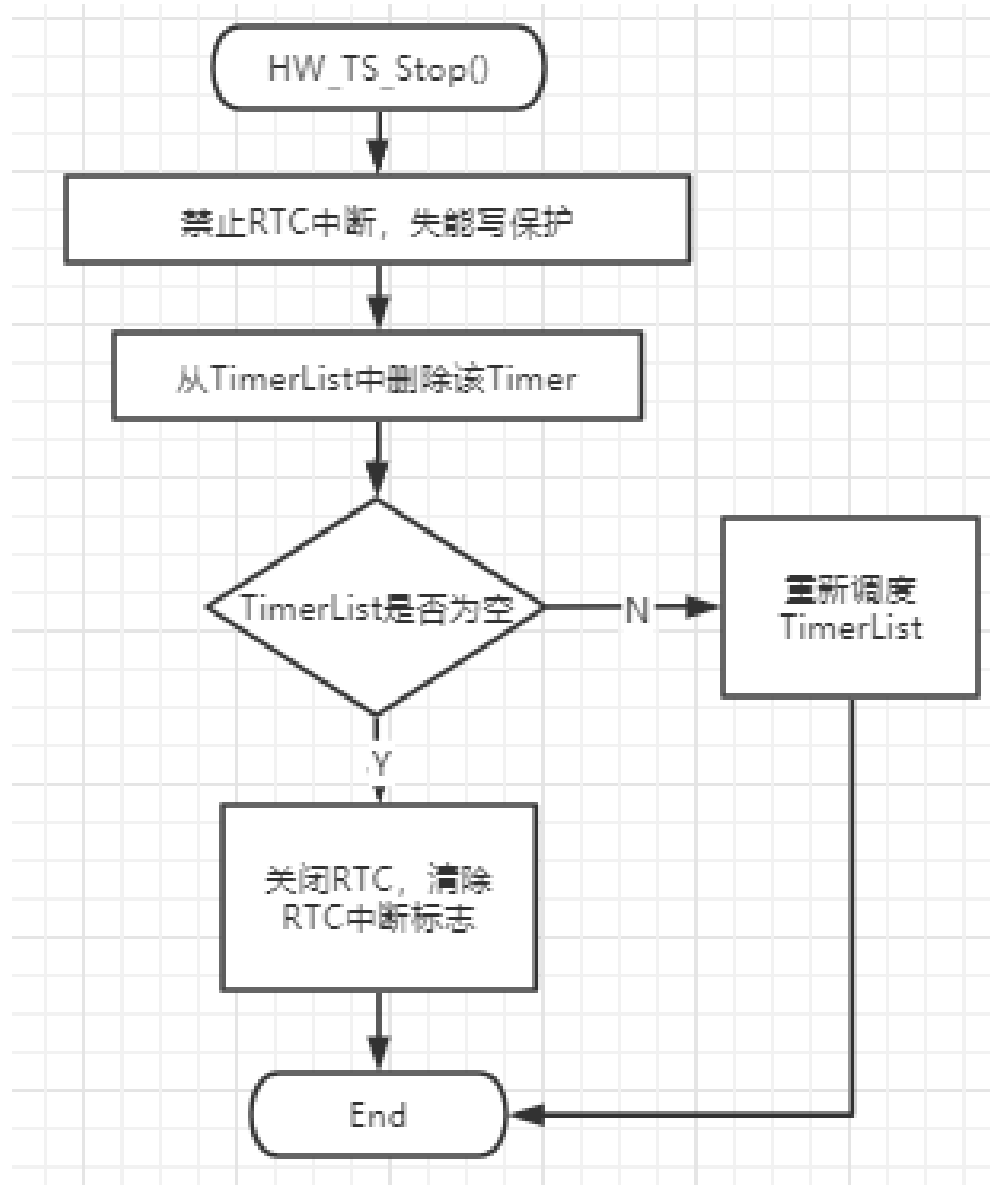 HW_TS_Stop()
禁止RTC中断，失能写保护
从TimerList中删除该Timer
TimerList是否为空
N
重新调度
TimerList
Y
关闭RTC，清除
RTC中断标志
End